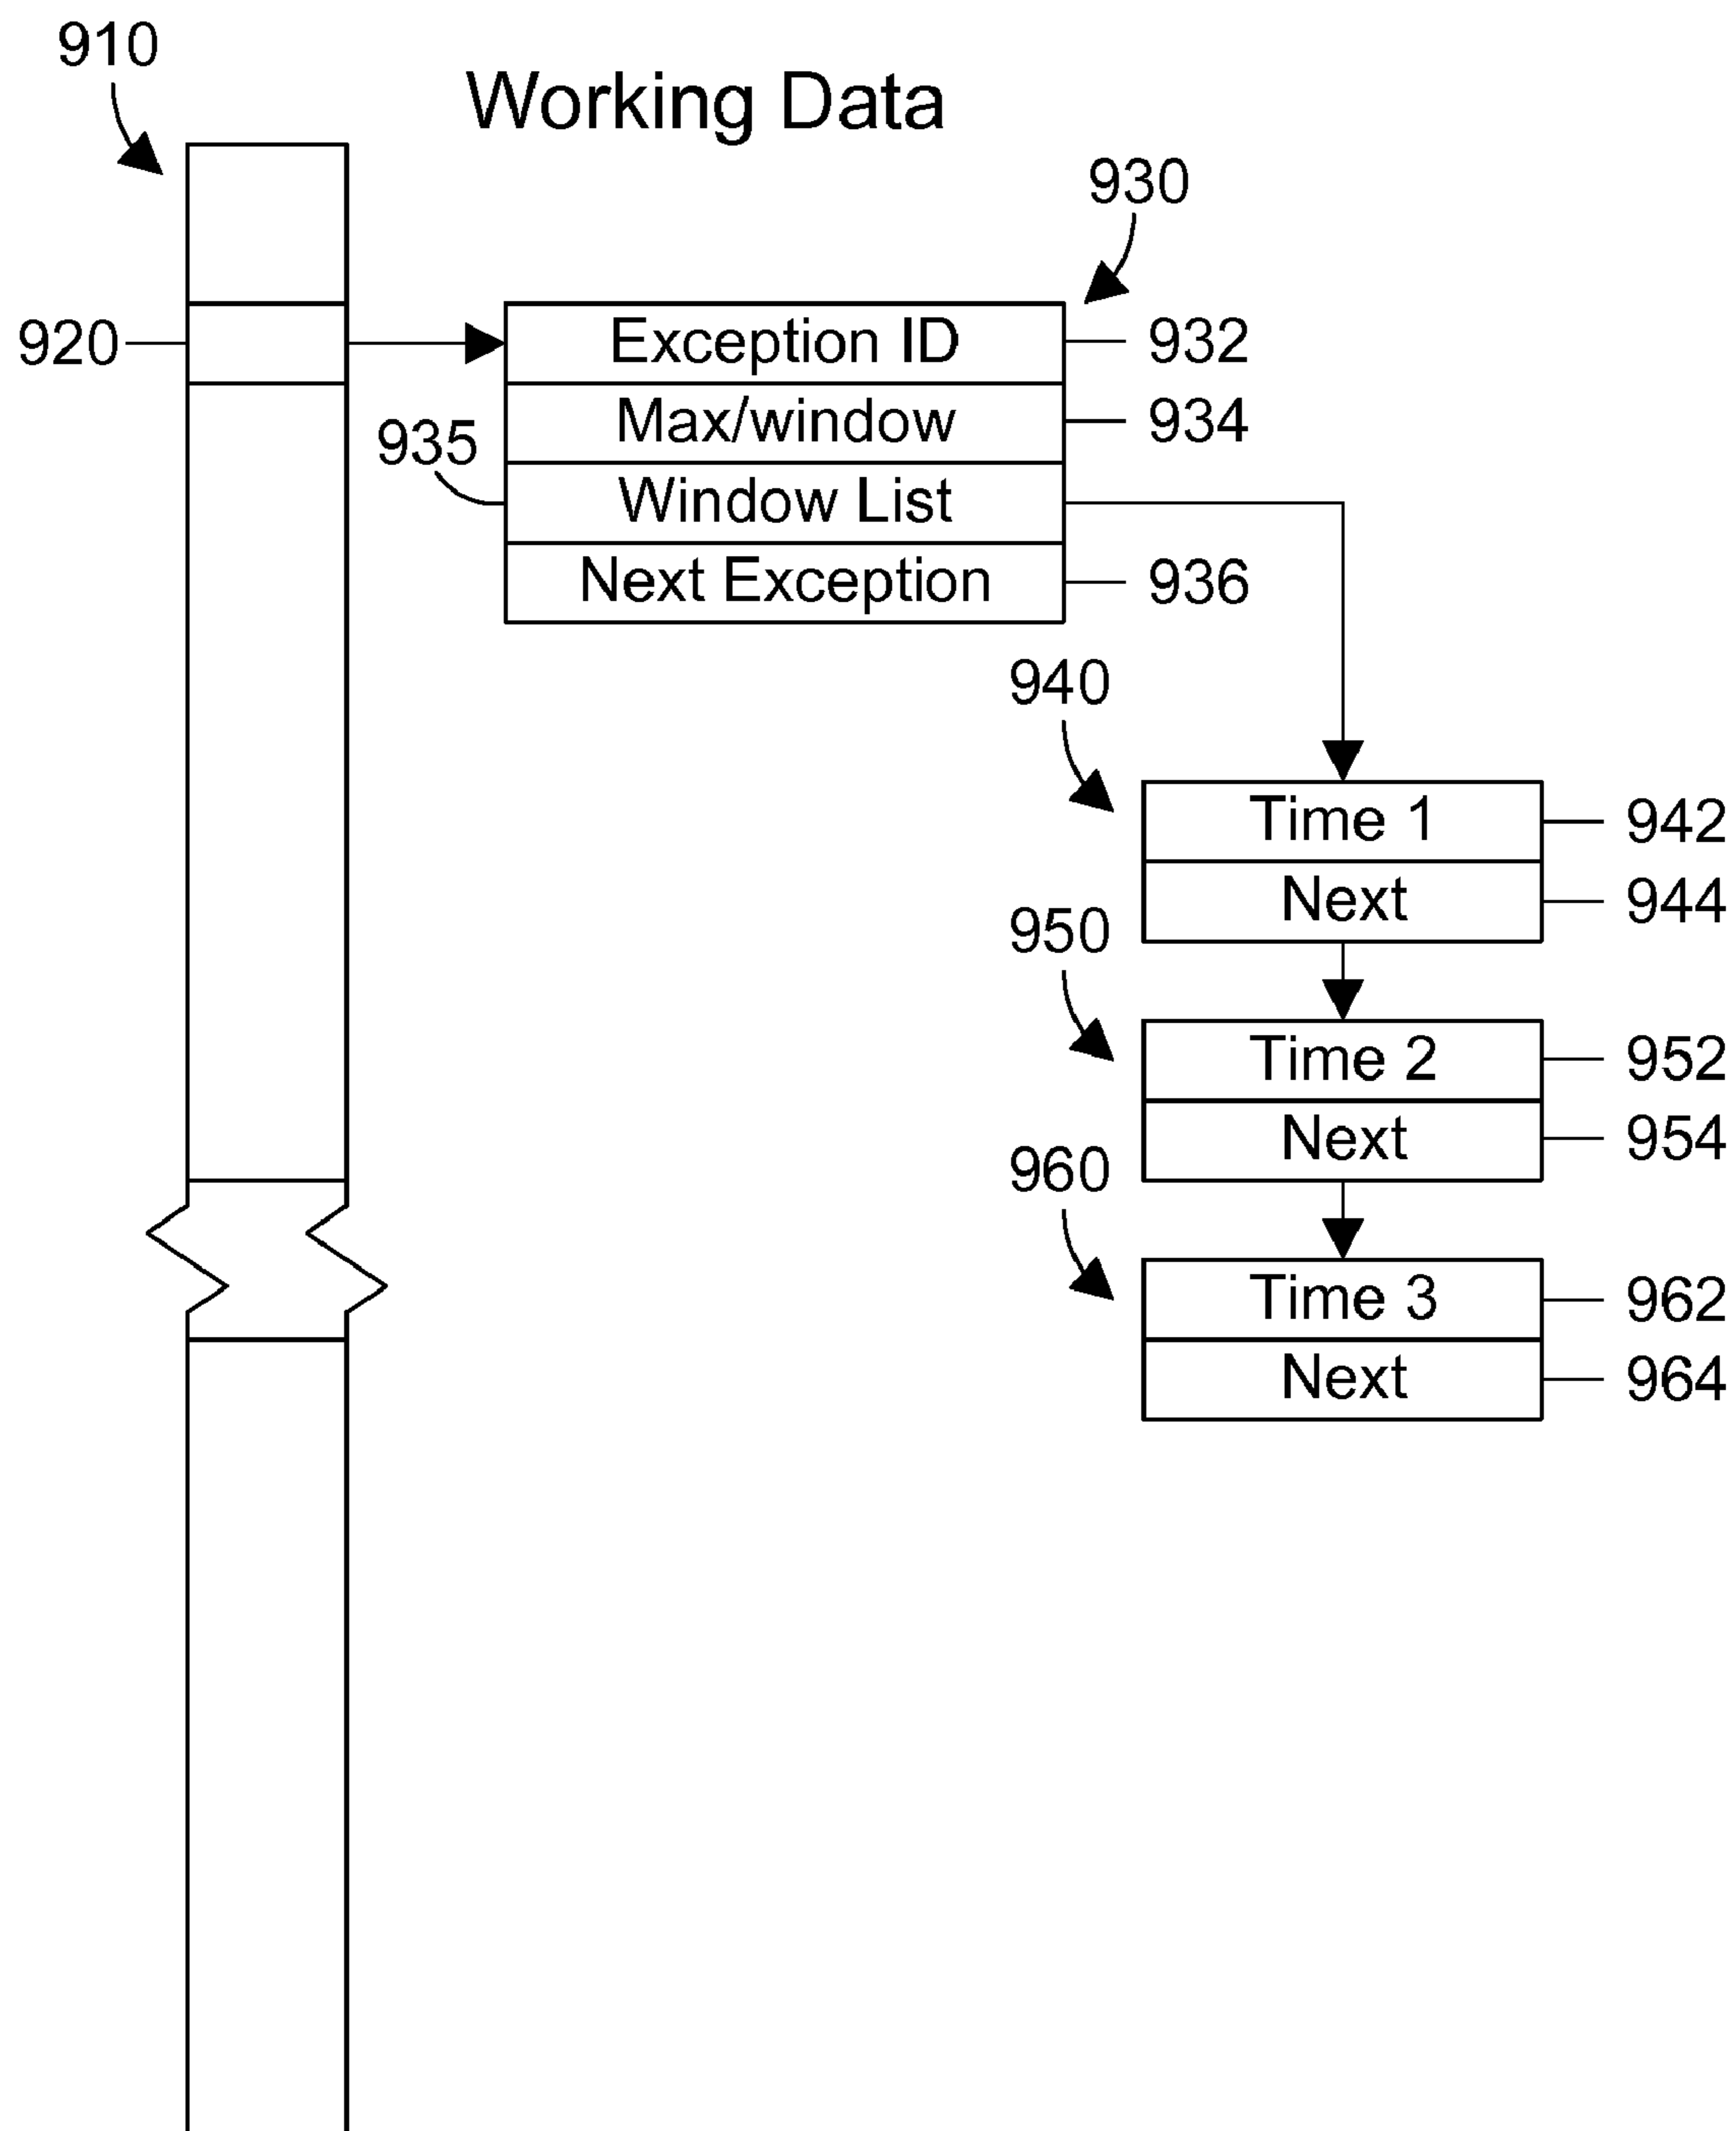 910
Working Data
930
920
Exception ID
932
Max/window
934
935
Window List
Next Exception
936
940
Time 1
942
Next
944
950
Time 2
952
Next
954
960
Time 3
962
Next
964